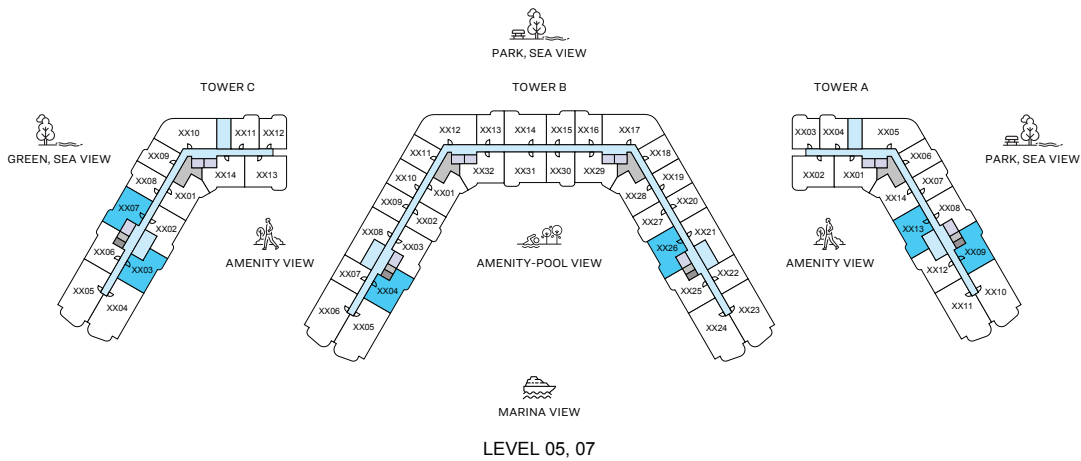 PARK, SEA VIEW
TOWER C
TOWER B
TOWER A
GREEN, SEA VIEW
PARK, SEA VIEW
XX10
XX11
XX12
XX09
XX08
XX14
XX13
XX07
XX01
XX02
XX06
XX03
XX05
XX04
XX12
XX13
XX14
XX15
XX16
XX17
XX11
XX32
XX31
XX30
XX29
XX18
XX10
XX01
XX28
XX19
XX09
XX02
XX27
XX20
XX08
XX03
XX26
XX21
XX07
XX04
XX25
XX22
XX06
XX05
XX24
XX23
XX03
XX04
XX05
XX02
XX01
XX06
XX07
XX14
XX08
XX13
XX09
XX12
XX10
XX11
AMENITY VIEW
AMENITY-POOL VIEW
AMENITY VIEW
MARINA VIEW
LEVEL 05, 07